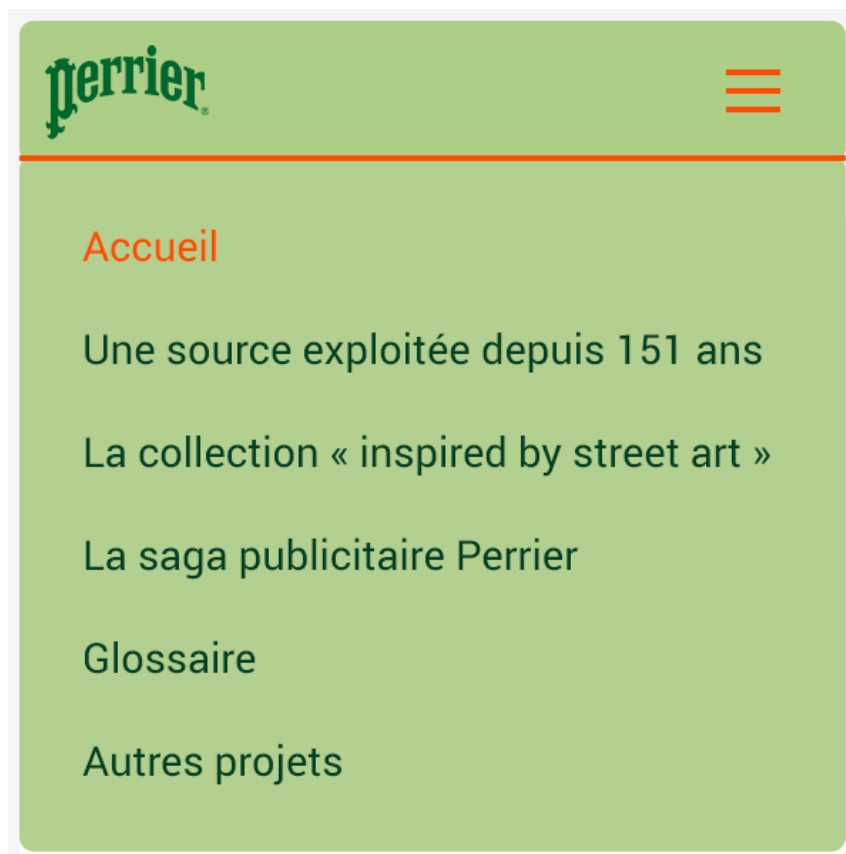 perrier®
Accueil
Une source exploitée depuis 151 ans
La collection « inspired by street art »
La saga publicitaire Perrier
Glossaire
Autres projets